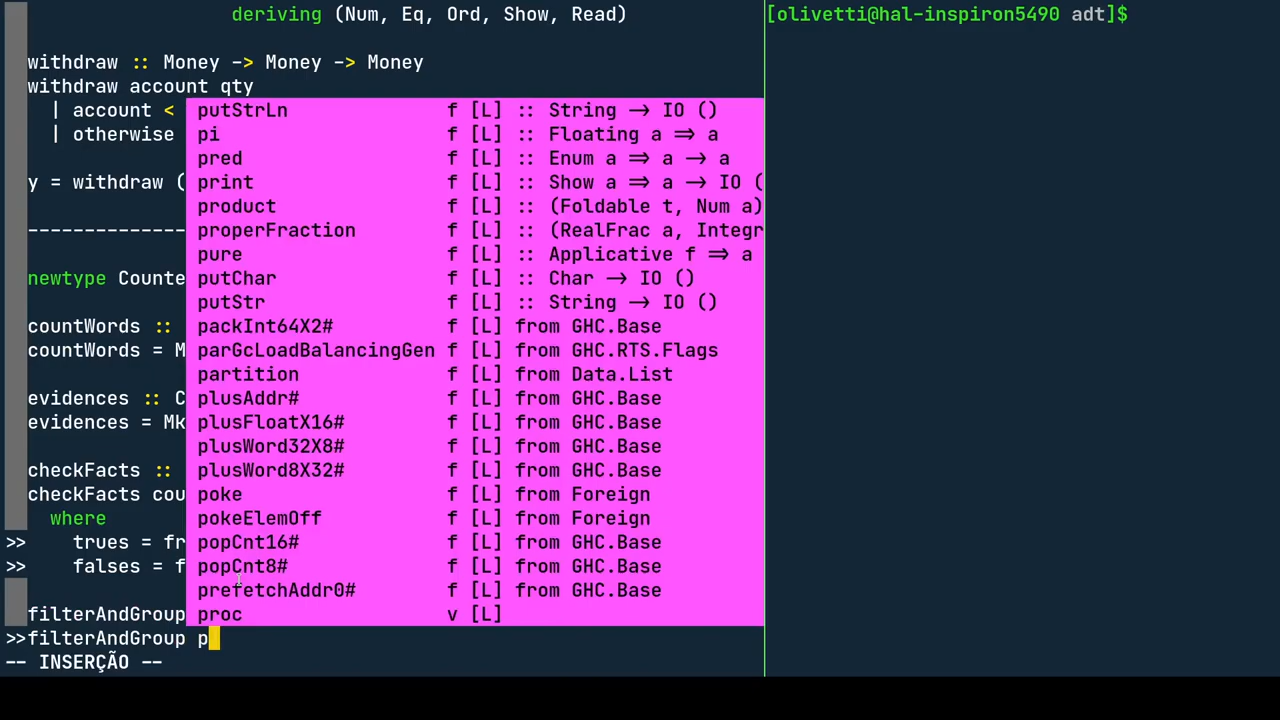 deriving (Num, Eq, Ord, Show, Read)
[olivetti@hal-inspiron5490 adt]$
withdraw :: Money -> Money -> Money
withdraw account qty
| account <
| otherwise
y = withdraw (
--------------
newtype Counte
countWords ::
countWords = M
evidences :: C
evidences = Mk
checkFacts ::
checkFacts cou
where
>> trues = fr
>> falses = f
filterAndGroup
>>filterAndGroup p
putStrLn f [L] :: String -> IO ()
pi f [L] :: Floating a => a
pred f [L] :: Enum a => a -> a
print f [L] :: Show a => a -> IO (
product f [L] :: (Foldable t, Num a)
properFraction f [L] :: (RealFrac a, Integr
pure f [L] :: Applicative f => a
putChar f [L] :: Char -> IO ()
putStr f [L] :: String -> IO ()
packInt64X2# f [L] from GHC.Base
parGcLoadBalancingGen f [L] from GHC.RTS.Flags
partition f [L] from Data.List
plusAddr# f [L] from GHC.Base
plusFloatX16# f [L] from GHC.Base
plusWord32X8# f [L] from GHC.Base
plusWord8X32# f [L] from GHC.Base
poke f [L] from Foreign
pokeElemOff f [L] from Foreign
popCnt16# f [L] from GHC.Base
popCnt8# f [L] from GHC.Base
prefetchAddr0# f [L] from GHC.Base
proc v [L]
-- INSERÇÃO --